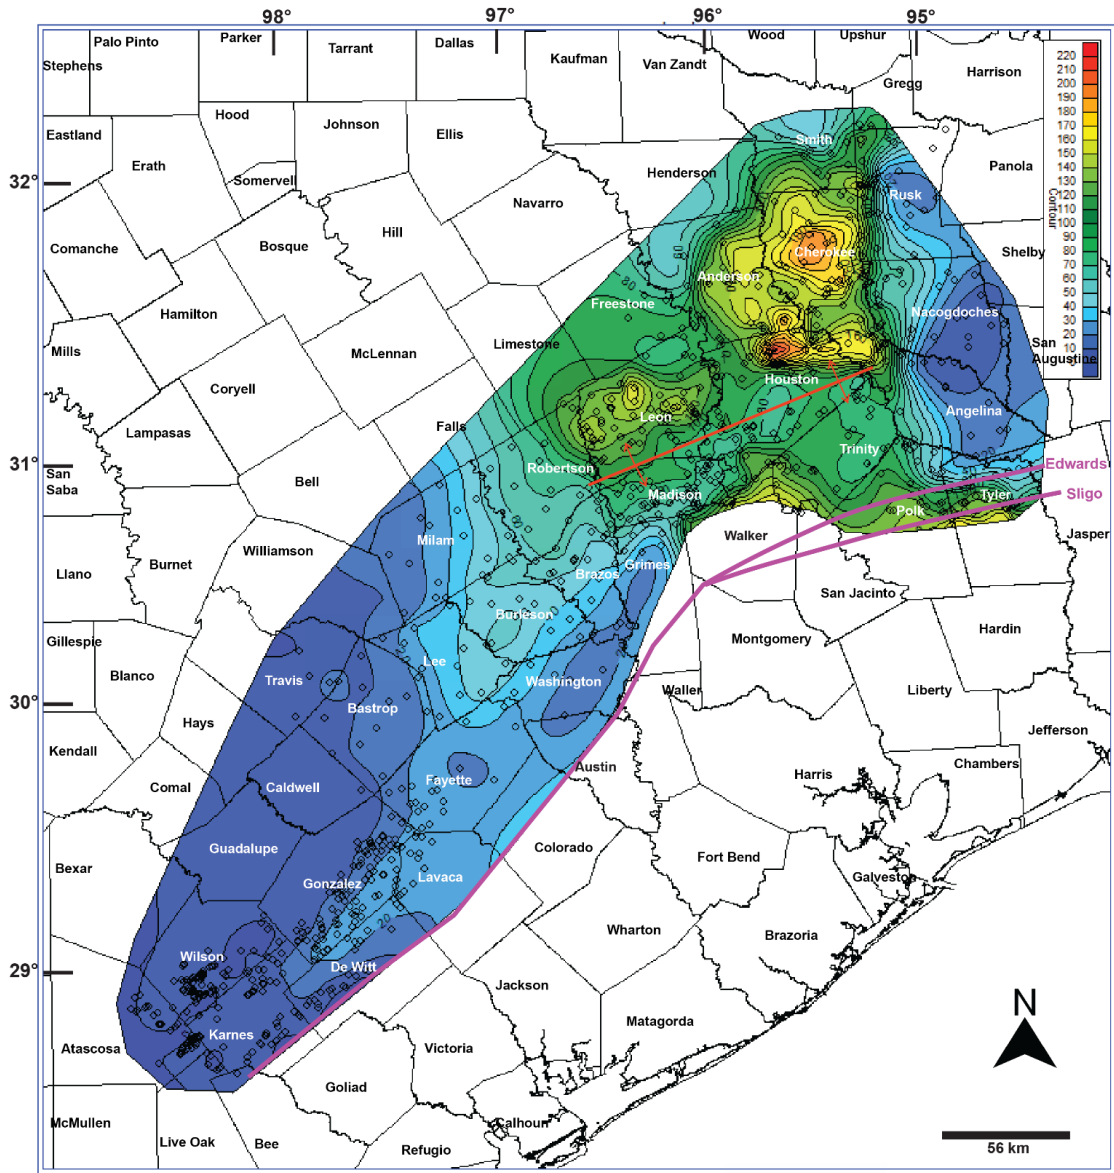 98°
97°
96°
95°
Palo Pinto
Parker
Tarrant
Dallas
Kaufman
Van Zandt
Wood
Upshur
Gregg
Harrison
Stephens
Eastland
Erath
Hood
Somervell
Johnson
Ellis
Henderson
Smith
Rusk
Panola
220
210
200
190
180
170
160
150
140
130
120
110
100
90
80
70
60
50
40
30
20
10
Contour
32°
Comanche
Bosque
Hill
Navarro
Anderson
Cherokee
Shelby
Freestone
Nacogdoches
San
Augustine
Mills
Hamilton
McLennan
Limestone
Houston
Coryell
Leon
Angelina
Lampasas
Falls
Trinity
31°
San
Saba
Bell
Robertson
Madison
Edwards
Sligo
Tyler
Polk
Jasper
Milam
Walker
Williamson
Burnet
Llano
Brazos
Grimes
San Jacinto
Burleson
Gillespie
Blanco
Montgomery
Hardin
Travis
Lee
Washington
Waller
Liberty
30°
Bastrop
Hays
Kendall
Jefferson
Comal
Caldwell
Fayette
Austin
Harris
Chambers
Guadalupe
Colorado
Fort Bend
Bexar
Gonzalez
Lavaca
Galveston
20
Wharton
Brazoria
29°
Wilson
De Witt
Jackson
Karnes
Matagorda
N
Atascosa
Victoria
Goliad
McMullen
Live Oak
Bee
Refugio
Calhoun
56 km